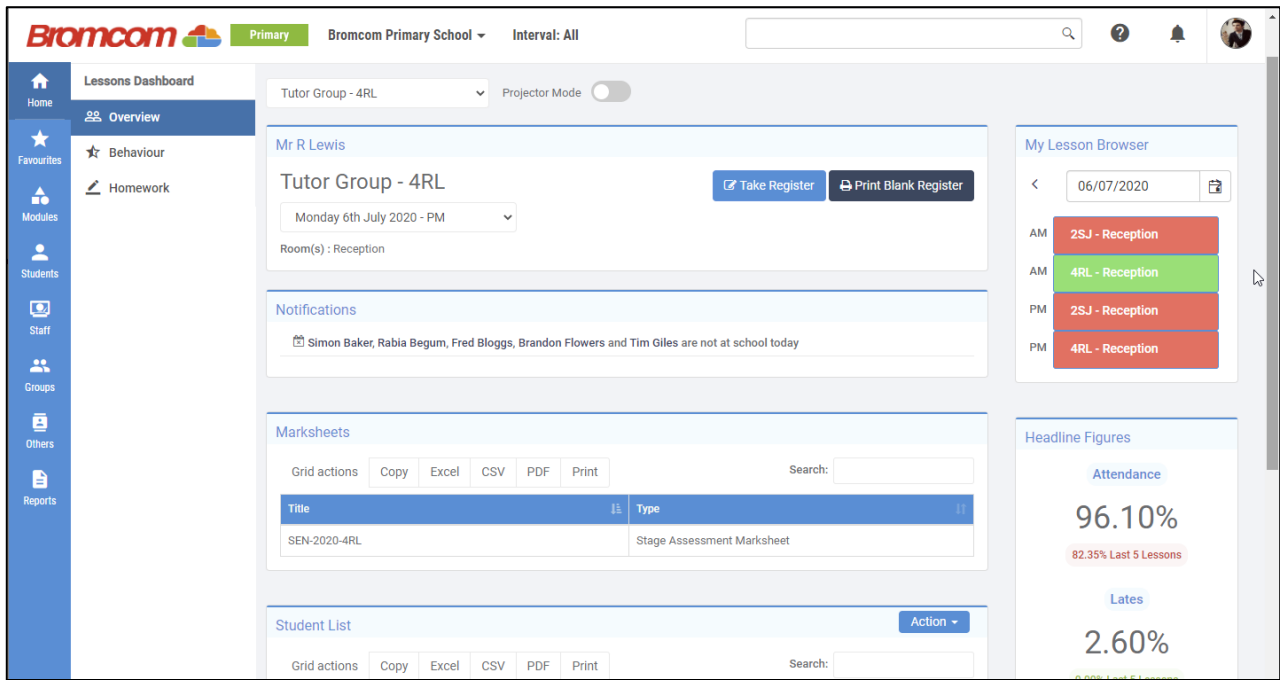 Bromcom Primary Bromcom Primary School Interval: All
Home
Favourites
Modules
Students
Staff
Groups
Others
Reports
Lessons Dashboard
Overview
Behaviour
Homework
Tutor Group - 4RL Projector Mode
Mr R Lewis
Tutor Group - 4RL Take Register Print Blank Register
Monday 6th July 2020 - PM
Room(s) : Reception
Notifications
Simon Baker, Rabia Begum, Fred Bloggs, Brandon Flowers and Tim Giles are not at school today
Marksheets
Grid actions Copy Excel CSV PDF Print Search:
Title Type
SEN-2020-4RL Stage Assessment Marksheet
Student List Action
Grid actions Copy Excel CSV PDF Print Search:
My Lesson Browser
06/07/2020
AM 2SJ - Reception
AM 4RL - Reception
PM 2SJ - Reception
PM 4RL - Reception
Headline Figures
Attendance
96.10%
82.35% Last 5 Lessons
Lates
2.60%
Last 5 Lessons